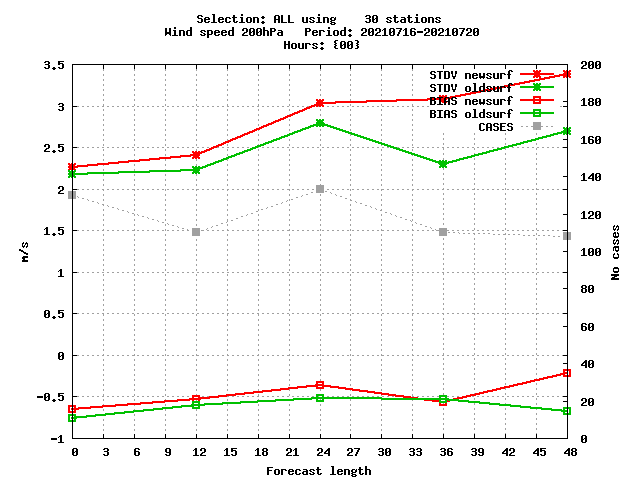 Selection: ALL using    30 stations
Wind speed 200hPa   Period: 20210716-20210720
Hours: {00}
STDV newsurf
STDV oldsurf
BIAS newsurf
BIAS oldsurf
CASES
3.5
3
2.5
2
1.5
1
0.5
0
-0.5
-1
m/s
200
180
160
140
120
100
80
60
40
20
0
No cases
0 3 6 9 12 15 18 21 24 27 30 33 36 39 42 45 48
Forecast length